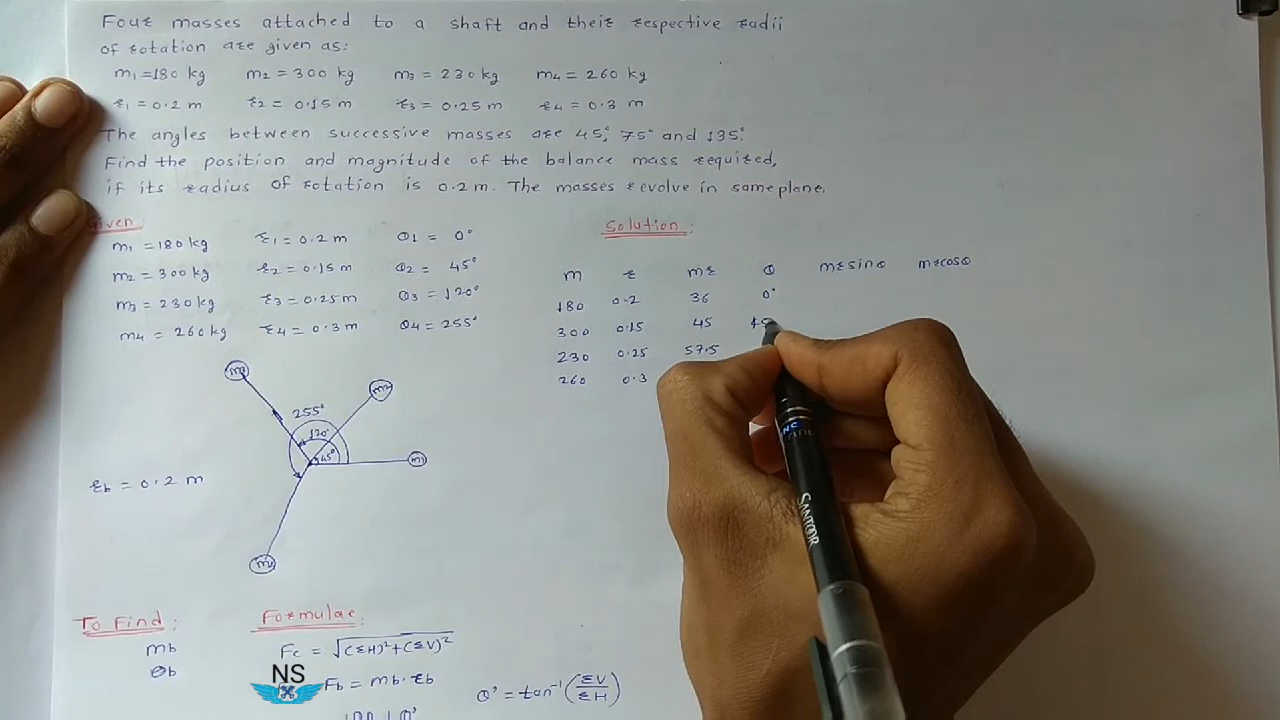 Four masses attached to a shaft and their respective radii
of rotation are given as:
m1 = 180 kg m2 = 300 kg m3 = 230 kg m4 = 260 kg
r1 = 0.2 m r2 = 0.15 m r3 = 0.25 m r4 = 0.3 m
The angles between successive masses are 45°, 75° and 135°.
Find the position and magnitude of the balance mass required,
if its radius of rotation is 0.2 m. The masses revolve in same plane.
Given
m1 = 180 kg r1 = 0.2 m θ1 = 0°
m2 = 300 kg r2 = 0.15 m θ2 = 45°
m3 = 230 kg r3 = 0.25 m θ3 = 120°
m4 = 260 kg r4 = 0.3 m θ4 = 255°
m3
m2
255°
120°
45°
m1
rb = 0.2 m
m4
To Find:
mb
θb
Formulae:
Fc = √(ΣH)²+(ΣV)²
Fb = mb. rb
θ' = tan⁻¹ (ΣV/ΣH)
NS
Solution:
m r mr θ mrsinθ mrcosθ
180 0.2 36 0°
300 0.15 45
230 0.25 57.5
260 0.3
SANTOOR